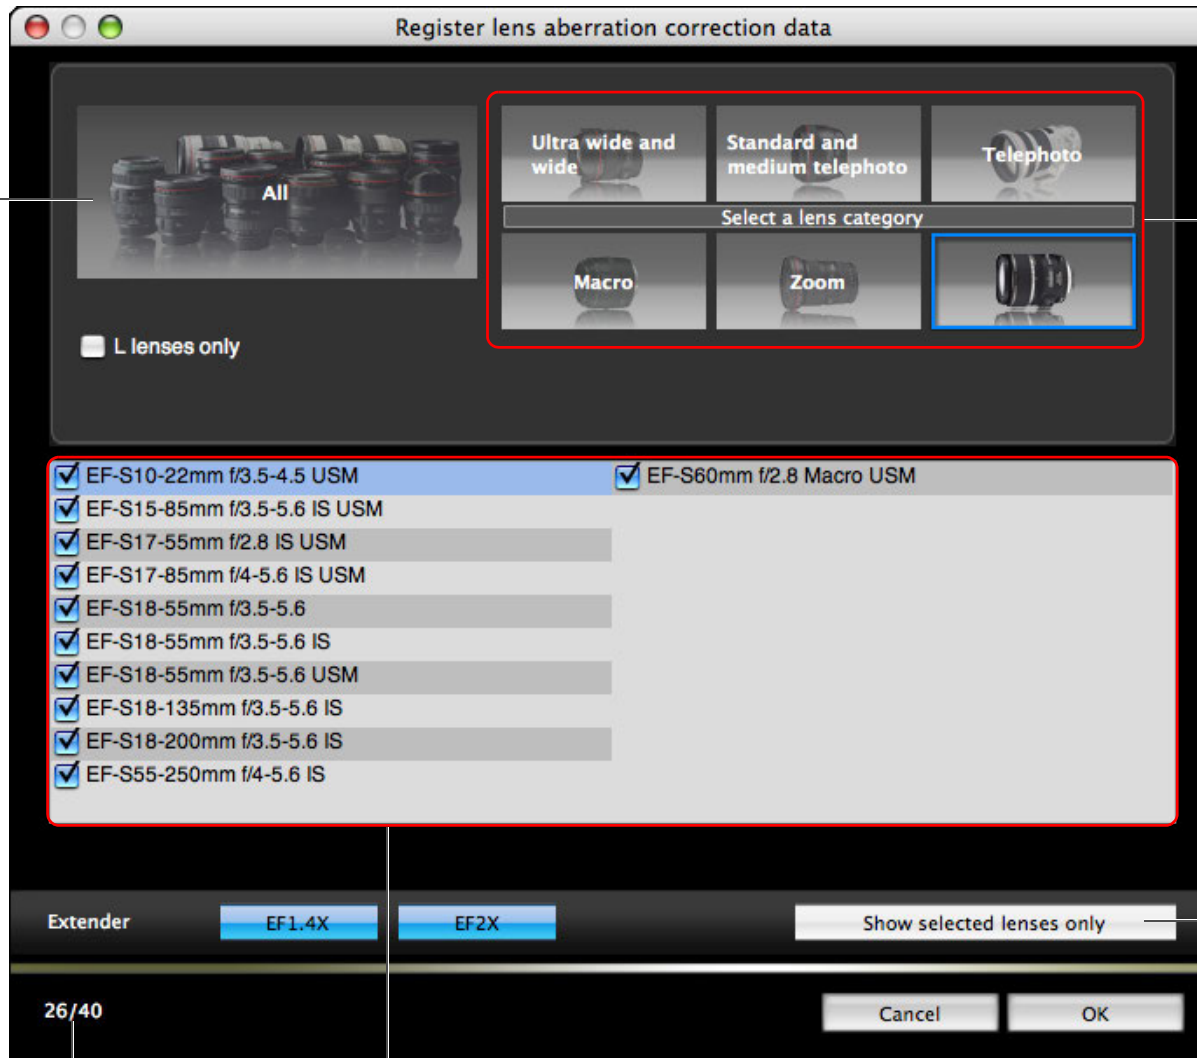 Register lens aberration correction data
All
Ultra wide and
wide
Standard and
medium telephoto
Telephoto
Select a lens category
Macro
Zoom
L lenses only
EF-S10-22mm f/3.5-4.5 USM
EF-S15-85mm f/3.5-5.6 IS USM
EF-S17-55mm f/2.8 IS USM
EF-S17-85mm f/4-5.6 IS USM
EF-S18-55mm f/3.5-5.6
EF-S18-55mm f/3.5-5.6 IS
EF-S18-55mm f/3.5-5.6 USM
EF-S18-135mm f/3.5-5.6 IS
EF-S18-200mm f/3.5-5.6 IS
EF-S55-250mm f/4-5.6 IS
EF-S60mm f/2.8 Macro USM
Extender
EF1.4X
EF2X
Show selected lenses only
26/40
Cancel
OK